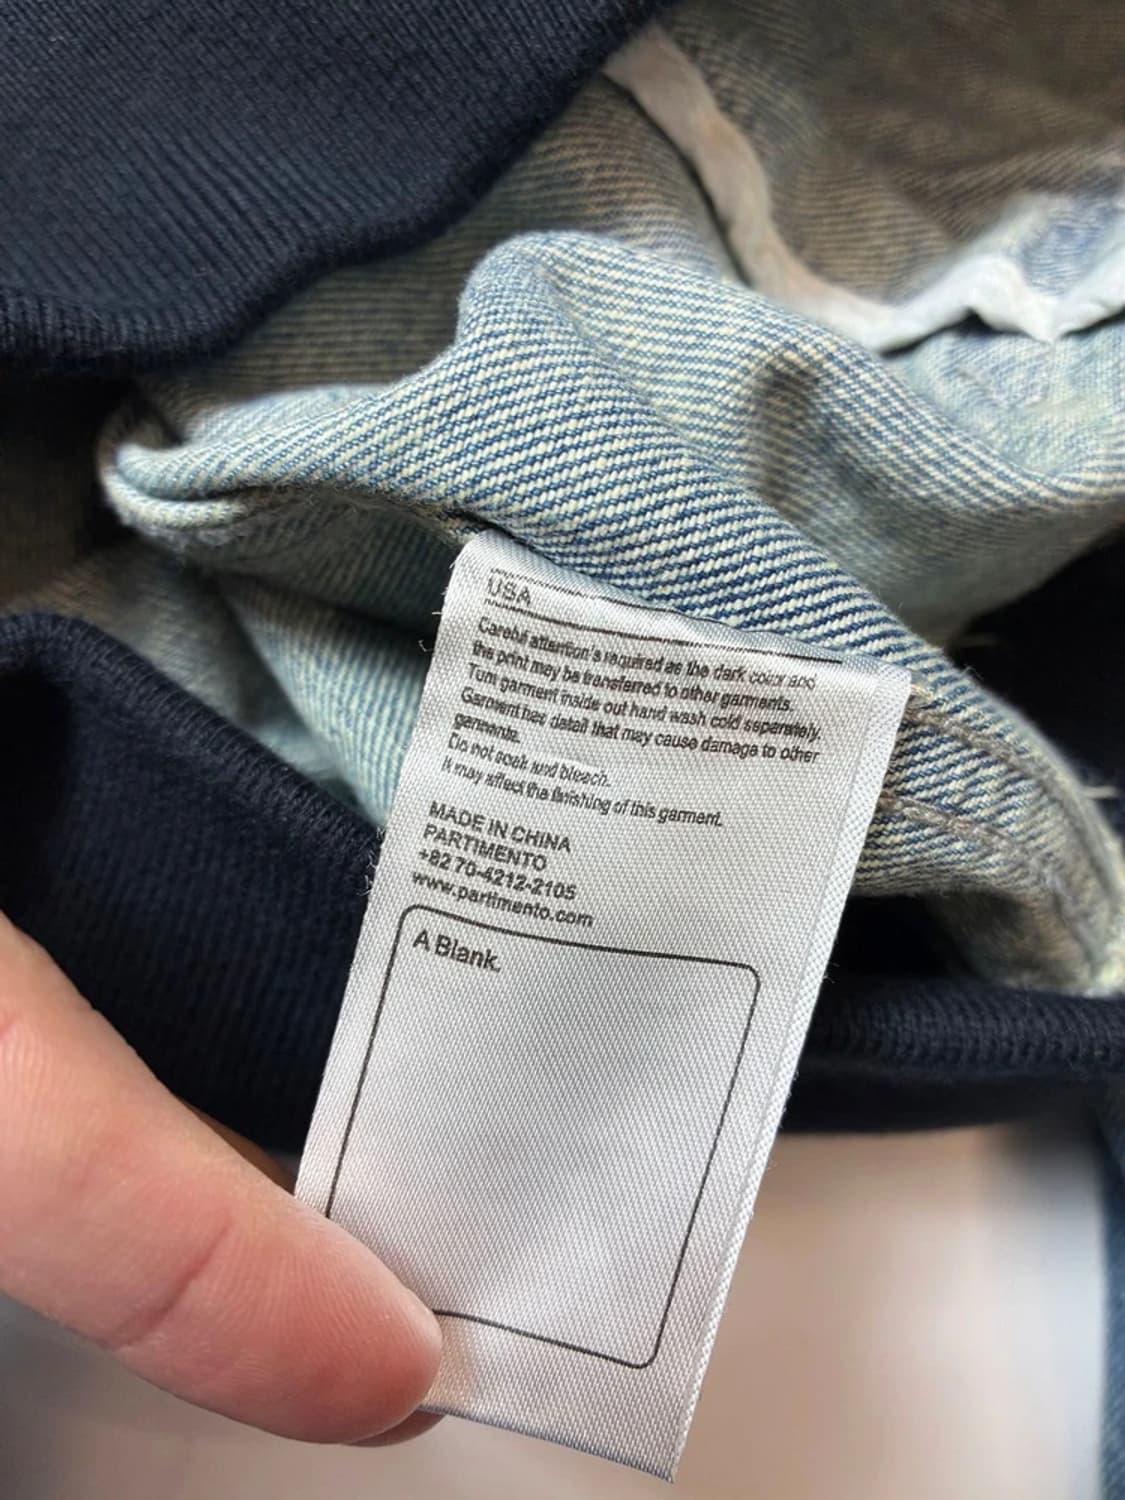 USA
Careful attention's required as the dark color and
the print may be transferred to other garments.
Turn garment inside out hand wash cold separately.
Garment has detail that may cause damage to other
garments.
Do not soak and bleach.
It may affect the finishing of this garment.
MADE IN CHINA
PARTIMENTO
+82 70-4212-2105
www.partimento.com
A Blank.